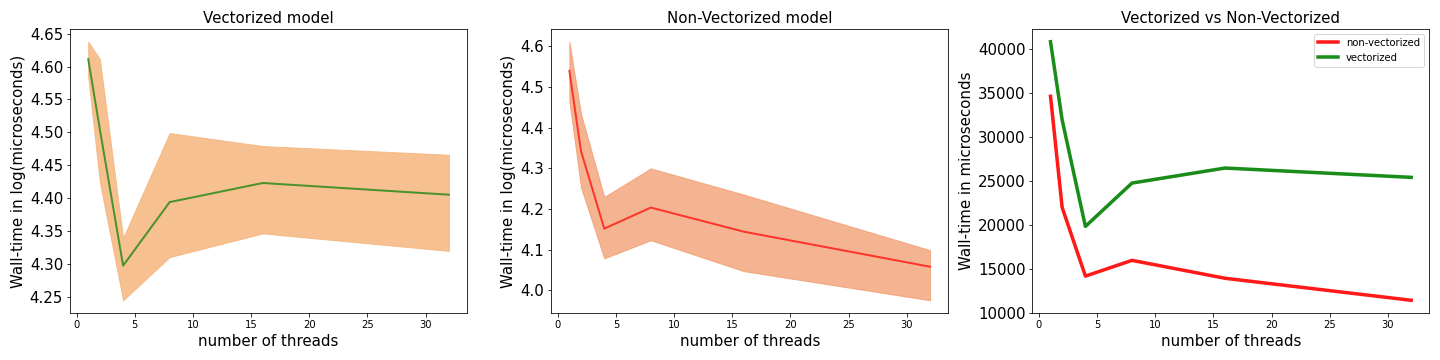 Vectorized model
Wall-time in log(microseconds)
4.65
4.60
4.55
4.50
4.45
4.40
4.35
4.30
4.25
0 5 10 15 20 25 30
number of threads
Non-Vectorized model
Wall-time in log(microseconds)
4.6
4.5
4.4
4.3
4.2
4.1
4.0
0 5 10 15 20 25 30
number of threads
Vectorized vs Non-Vectorized
Wall-time in microseconds
40000
35000
30000
25000
20000
15000
10000
0 5 10 15 20 25 30
number of threads
non-vectorized
vectorized